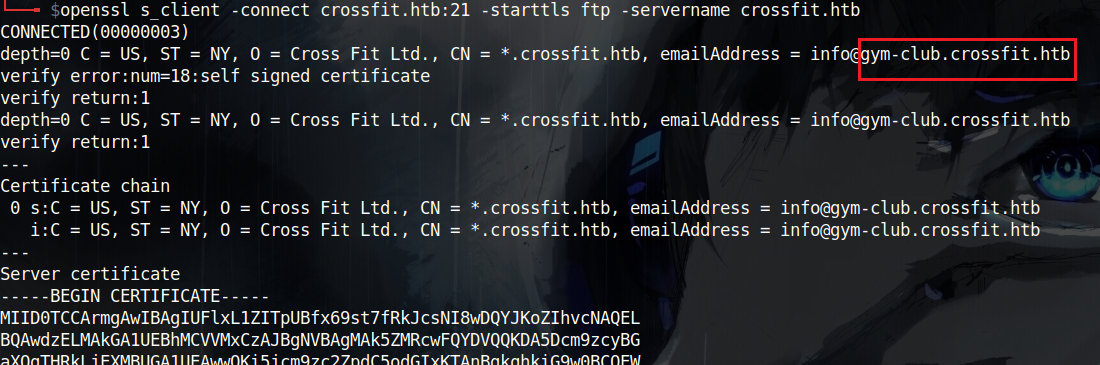 $openssl s_client -connect crossfit.htb:21 -starttls ftp -servername crossfit.htb
CONNECTED(00000003)
depth=0 C = US, ST = NY, O = Cross Fit Ltd., CN = *.crossfit.htb, emailAddress = info@gym-club.crossfit.htb
verify error:num=18:self signed certificate
verify return:1
depth=0 C = US, ST = NY, O = Cross Fit Ltd., CN = *.crossfit.htb, emailAddress = info@gym-club.crossfit.htb
verify return:1
---
Certificate chain
 0 s:C = US, ST = NY, O = Cross Fit Ltd., CN = *.crossfit.htb, emailAddress = info@gym-club.crossfit.htb
   i:C = US, ST = NY, O = Cross Fit Ltd., CN = *.crossfit.htb, emailAddress = info@gym-club.crossfit.htb
---
Server certificate
-----BEGIN CERTIFICATE-----
MIID0TCCArmgAwIBAgIUFlxL1ZITpUBfx69st7fRkJcsNI8wDQYJKoZIhvcNAQEL
BQAwdzELMAkGA1UEBhMCVVMxCzAJBgNVBAgMAk5ZMRcwFQYDVQQKDA5Dcm9zcyBG